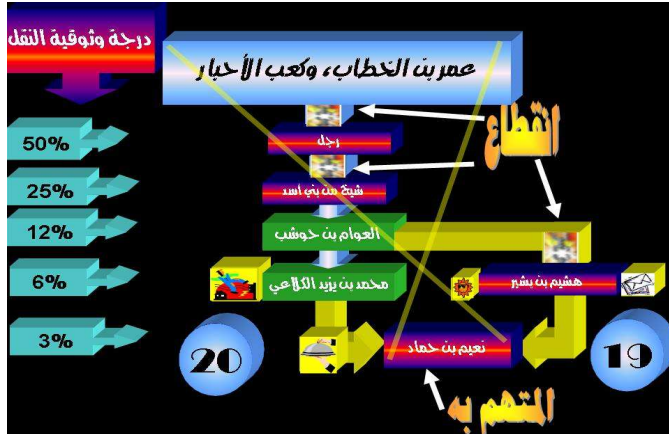 درجة وثوقية النقل
عمر بن الخطاب، وكعب الأحبار
انقطاع
50%
رجل
25%
شيخ من بني أسد
12%
العوام بن حوشب
6%
محمد بن يزيد الكلاعي
هشيم بن بشير
3%
نعيم بن حماد
20
19
المتهم به